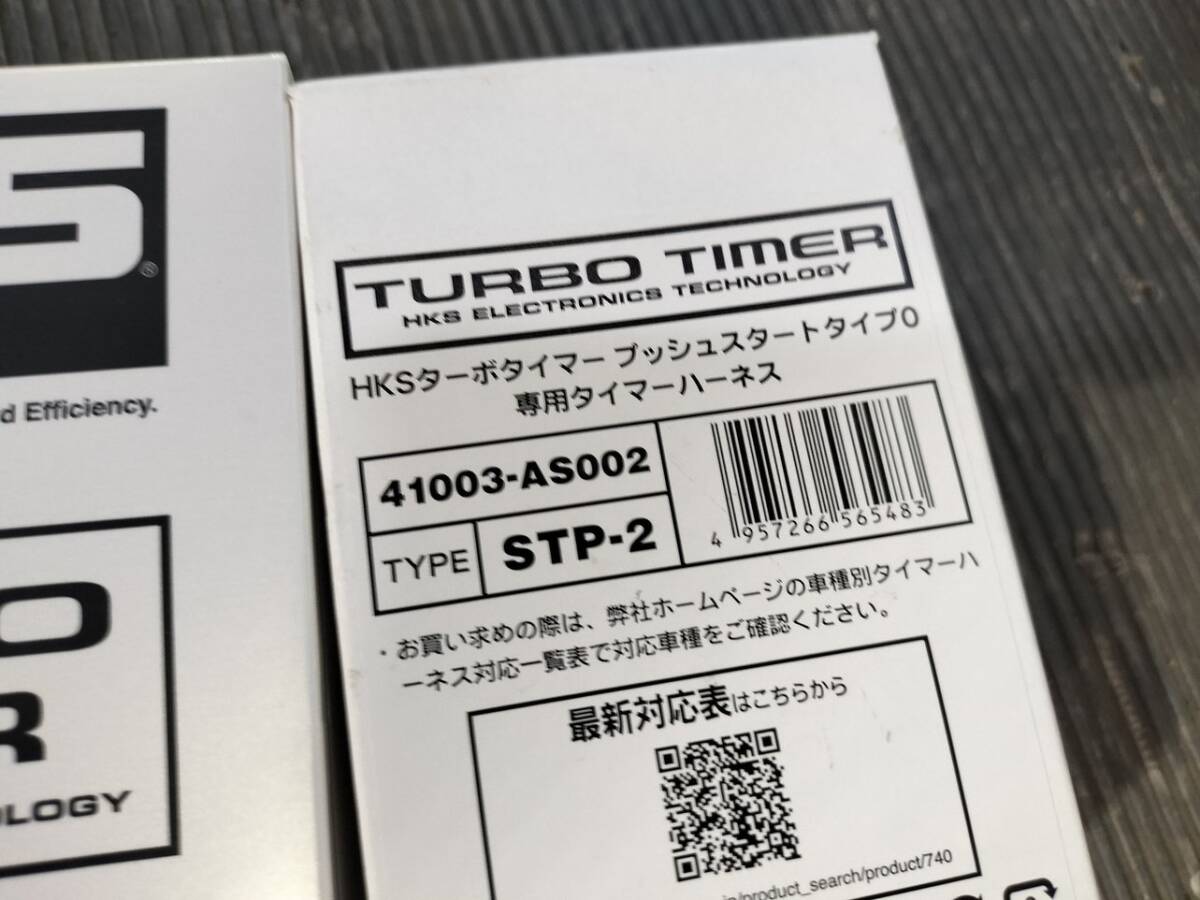 S®
d Efficiency.
O
R
OLOGY
TURBO TIMER
HKS ELECTRONICS TECHNOLOGY
HKSターボタイマー プッシュスタートタイプ0
専用タイマーハーネス
41003-AS002
TYPE STP-2
4 957266 565483
・お買い求めの際は、弊社ホームページの車種別タイマーハ
ーネス対応一覧表で対応車種をご確認ください。
最新対応表はこちらから
/product_search/product/740